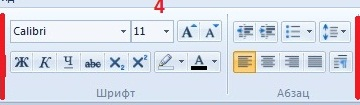 4
Calibri 11 A A
Ж К Ч abc X₂ X² A
Шрифт Абзац